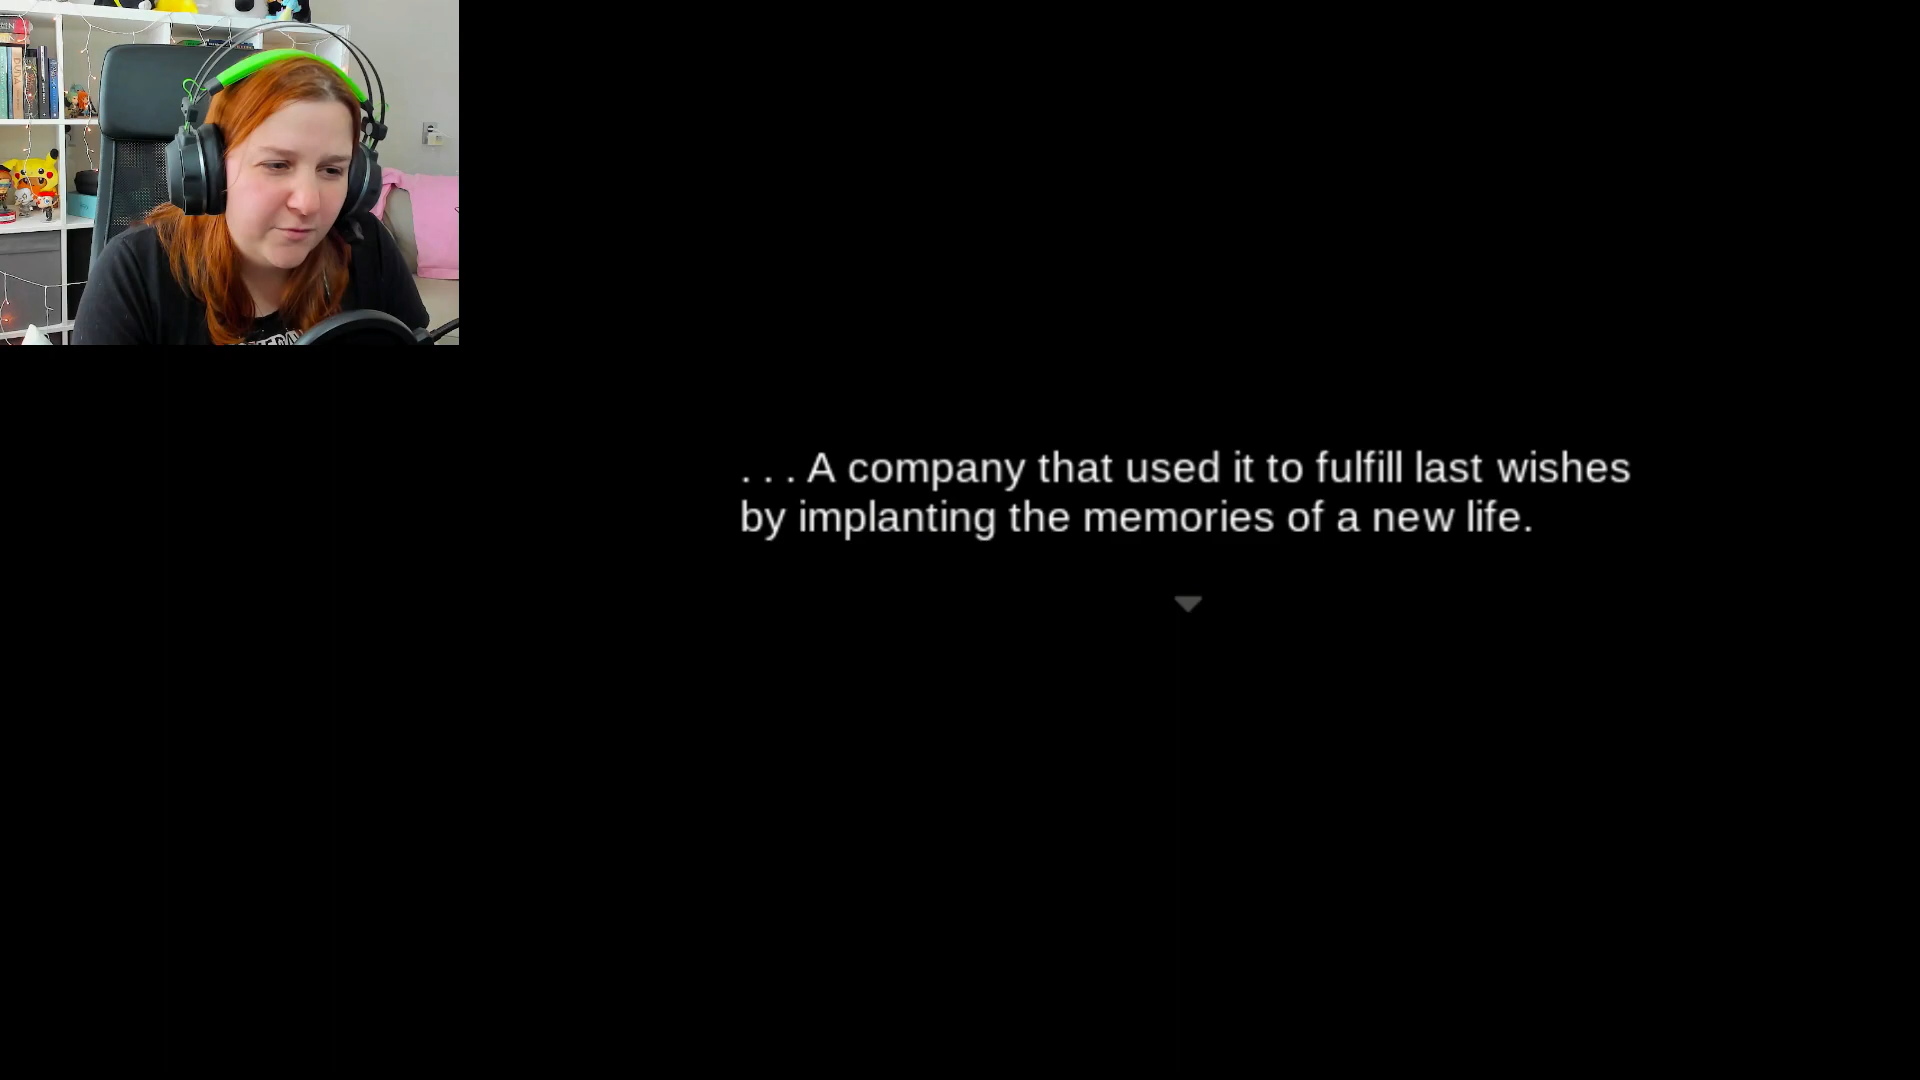 . . . A company that used it to fulfill last wishes
by implanting the memories of a new life.